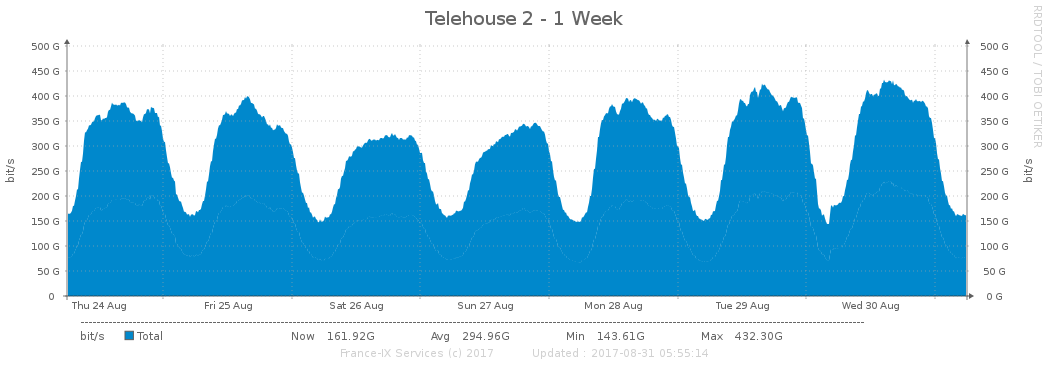 Telehouse 2 - 1 Week
RRDTOOL / TOBI OETIKER
bit/s
500 G 500 G
450 G 450 G
400 G 400 G
350 G 350 G
300 G 300 G
250 G 250 G
200 G 200 G
150 G 150 G
100 G 100 G
50 G 50 G
0 0 G
bit/s
Thu 24 Aug Fri 25 Aug Sat 26 Aug Sun 27 Aug Mon 28 Aug Tue 29 Aug Wed 30 Aug
bit/s Total Now 161.92G Avg 294.96G Min 143.61G Max 432.30G
France-IX Services (c) 2017 Updated : 2017-08-31 05:55:14